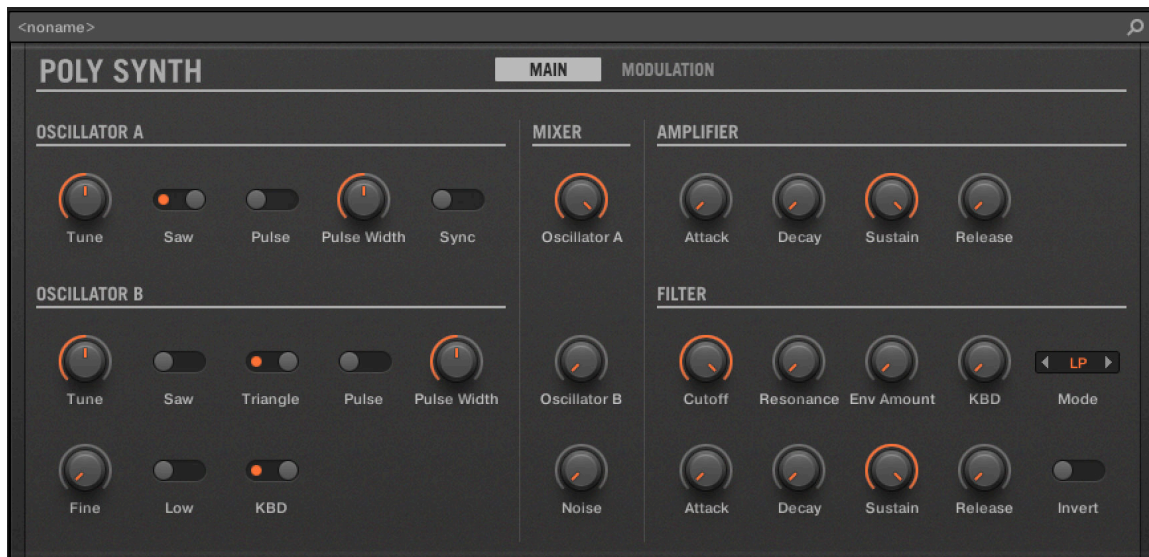 <noname>
POLY SYNTH
MAIN MODULATION
OSCILLATOR A
Tune Saw Pulse Pulse Width Sync
MIXER
Oscillator A
AMPLIFIER
Attack Decay Sustain Release
OSCILLATOR B
Tune Saw Triangle Pulse Pulse Width
Fine Low KBD
Oscillator B
Noise
FILTER
LP
Cutoff Resonance Env Amount KBD Mode
Attack Decay Sustain Release Invert